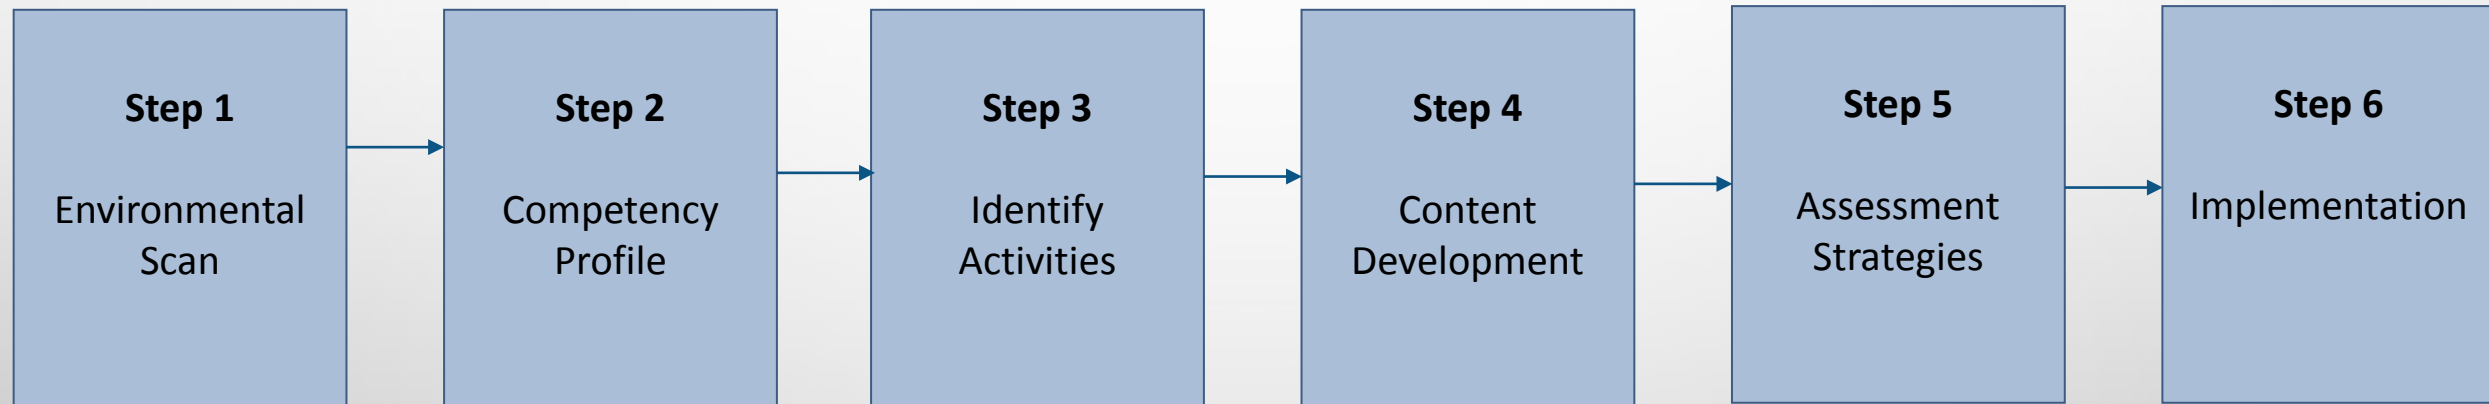 Step 1
Environmental
Scan
Step 2
Competency
Profile
Step 3
Identify
Activities
Step 4
Content
Development
Step 5
Assessment
Strategies
Step 6
Implementation